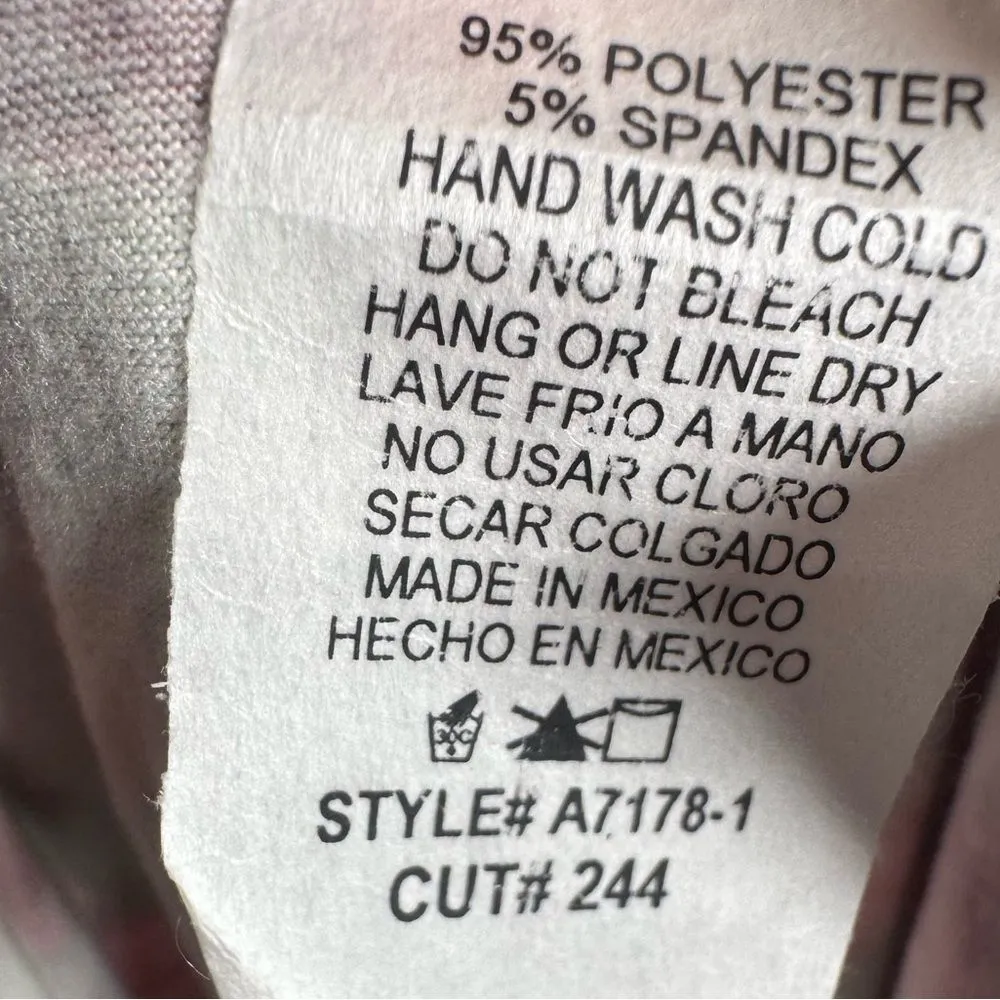 95% POLYESTER
5% SPANDEX
HAND WASH COLD
DO NOT BLEACH
HANG OR LINE DRY
LAVE FRIO A MANO
NO USAR CLORO
SECAR COLGADO
MADE IN MEXICO
HECHO EN MEXICO
30C
STYLE# A7178-1
CUT# 244